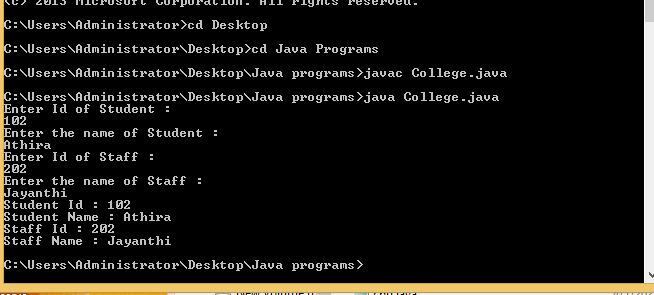 (c) 2013 Microsoft Corporation. All rights reserved.
C:\Users\Administrator>cd Desktop
C:\Users\Administrator\Desktop>cd Java Programs
C:\Users\Administrator\Desktop\Java programs>javac College.java
C:\Users\Administrator\Desktop\Java programs>java College.java
Enter Id of Student :
102
Enter the name of Student :
Athira
Enter Id of Staff :
202
Enter the name of Staff :
Jayanthi
Student Id : 102
Student Name : Athira
Staff Id : 202
Staff Name : Jayanthi
C:\Users\Administrator\Desktop\Java programs>